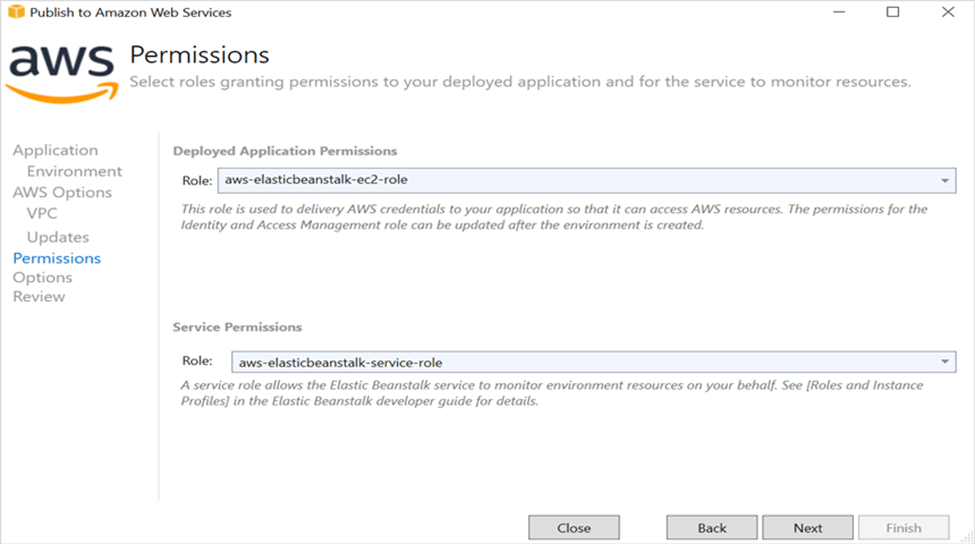 Publish to Amazon Web Services
aws
Permissions
Select roles granting permissions to your deployed application and for the service to monitor resources.
Application
Environment
AWS Options
VPC
Updates
Permissions
Options
Review
Deployed Application Permissions
Role: aws-elasticbeanstalk-ec2-role
This role is used to delivery AWS credentials to your application so that it can access AWS resources. The permissions for the
Identity and Access Management role can be updated after the environment is created.
Service Permissions
Role: aws-elasticbeanstalk-service-role
A service role allows the Elastic Beanstalk service to monitor environment resources on your behalf. See [Roles and Instance
Profiles] in the Elastic Beanstalk developer guide for details.
Close Back Next Finish